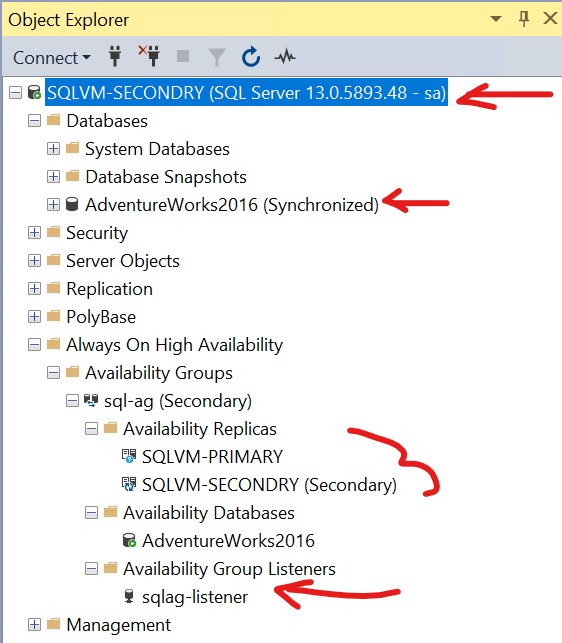 Object Explorer
Connect
SQLVM-SECONDRY (SQL Server 13.0.5893.48 - sa)
Databases
System Databases
Database Snapshots
AdventureWorks2016 (Synchronized)
Security
Server Objects
Replication
PolyBase
Always On High Availability
Availability Groups
sql-ag (Secondary)
Availability Replicas
SQLVM-PRIMARY
SQLVM-SECONDRY (Secondary)
Availability Databases
AdventureWorks2016
Availability Group Listeners
sqlag-listener
Management